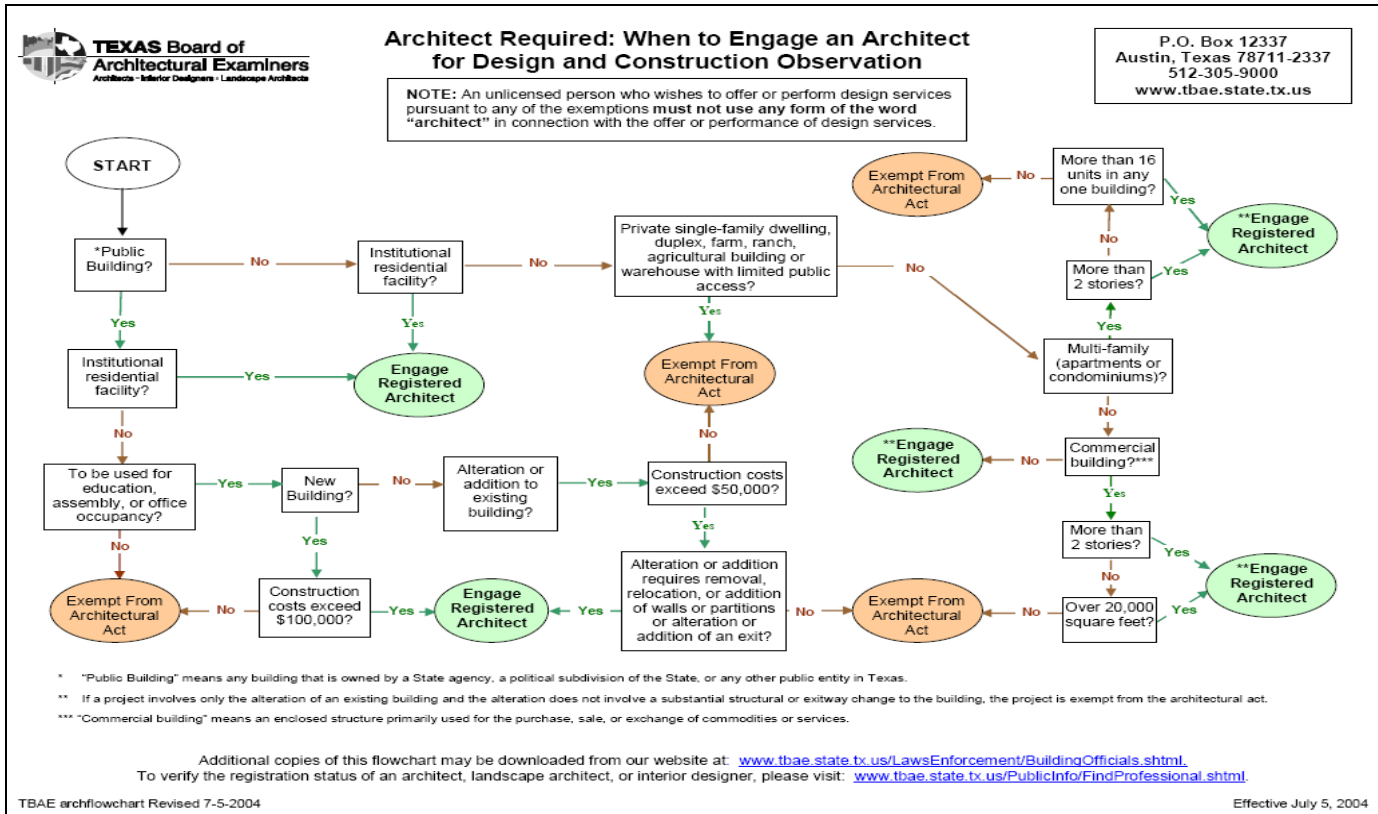 TEXAS Board of
Architectural Examiners
Architects - Interior Designers - Landscape Architects
Architect Required: When to Engage an Architect
for Design and Construction Observation
P.O. Box 12337
Austin, Texas 78711-2337
512-305-9000
www.tbae.state.tx.us
NOTE: An unlicensed person who wishes to offer or perform design services
pursuant to any of the exemptions must not use any form of the word
“architect” in connection with the offer or performance of design services.
START
*Public
Building?
No
Institutional
residential
facility?
No
Private single-family dwelling,
duplex, farm, ranch,
agricultural building or
warehouse with limited public
access?
No
Exempt From
Architectural
Act
No
More than 16
units in any
one building?
Yes
**Engage
Registered
Architect
No
More than
2 stories?
Yes
Yes
Yes
Yes
Yes
Institutional
residential
facility?
Yes
Engage
Registered
Architect
Exempt From
Architectural
Act
Multi-family
(apartments or
condominiums)?
No
No
No
To be used for
education,
assembly, or office
occupancy?
Yes
New
Building?
No
Alteration or
addition to
existing
building?
Yes
Construction costs
exceed $50,000?
**Engage
Registered
Architect
No
Commercial
building?***
No
Yes
Yes
Yes
More than
2 stories?
Yes
No
Exempt From
Architectural
Act
No
Construction
costs exceed
$100,000?
Yes
Engage
Registered
Architect
Yes
Alteration or addition
requires removal,
relocation, or addition
of walls or partitions
or alteration or
addition of an exit?
No
Exempt From
Architectural
Act
No
Over 20,000
square feet?
Yes
**Engage
Registered
Architect
* "Public Building" means any building that is owned by a State agency, a political subdivision of the State, or any other public entity in Texas.
** If a project involves only the alteration of an existing building and the alteration does not involve a substantial structural or exitway change to the building, the project is exempt from the architectural act.
*** "Commercial building" means an enclosed structure primarily used for the purchase, sale, or exchange of commodities or services.
Additional copies of this flowchart may be downloaded from our website at: www.tbae.state.tx.us/LawsEnforcement/BuildingOfficials.shtml.
To verify the registration status of an architect, landscape architect, or interior designer, please visit: www.tbae.state.tx.us/PublicInfo/FindProfessional.shtml.
TBAE archflowchart Revised 7-5-2004
Effective July 5, 2004